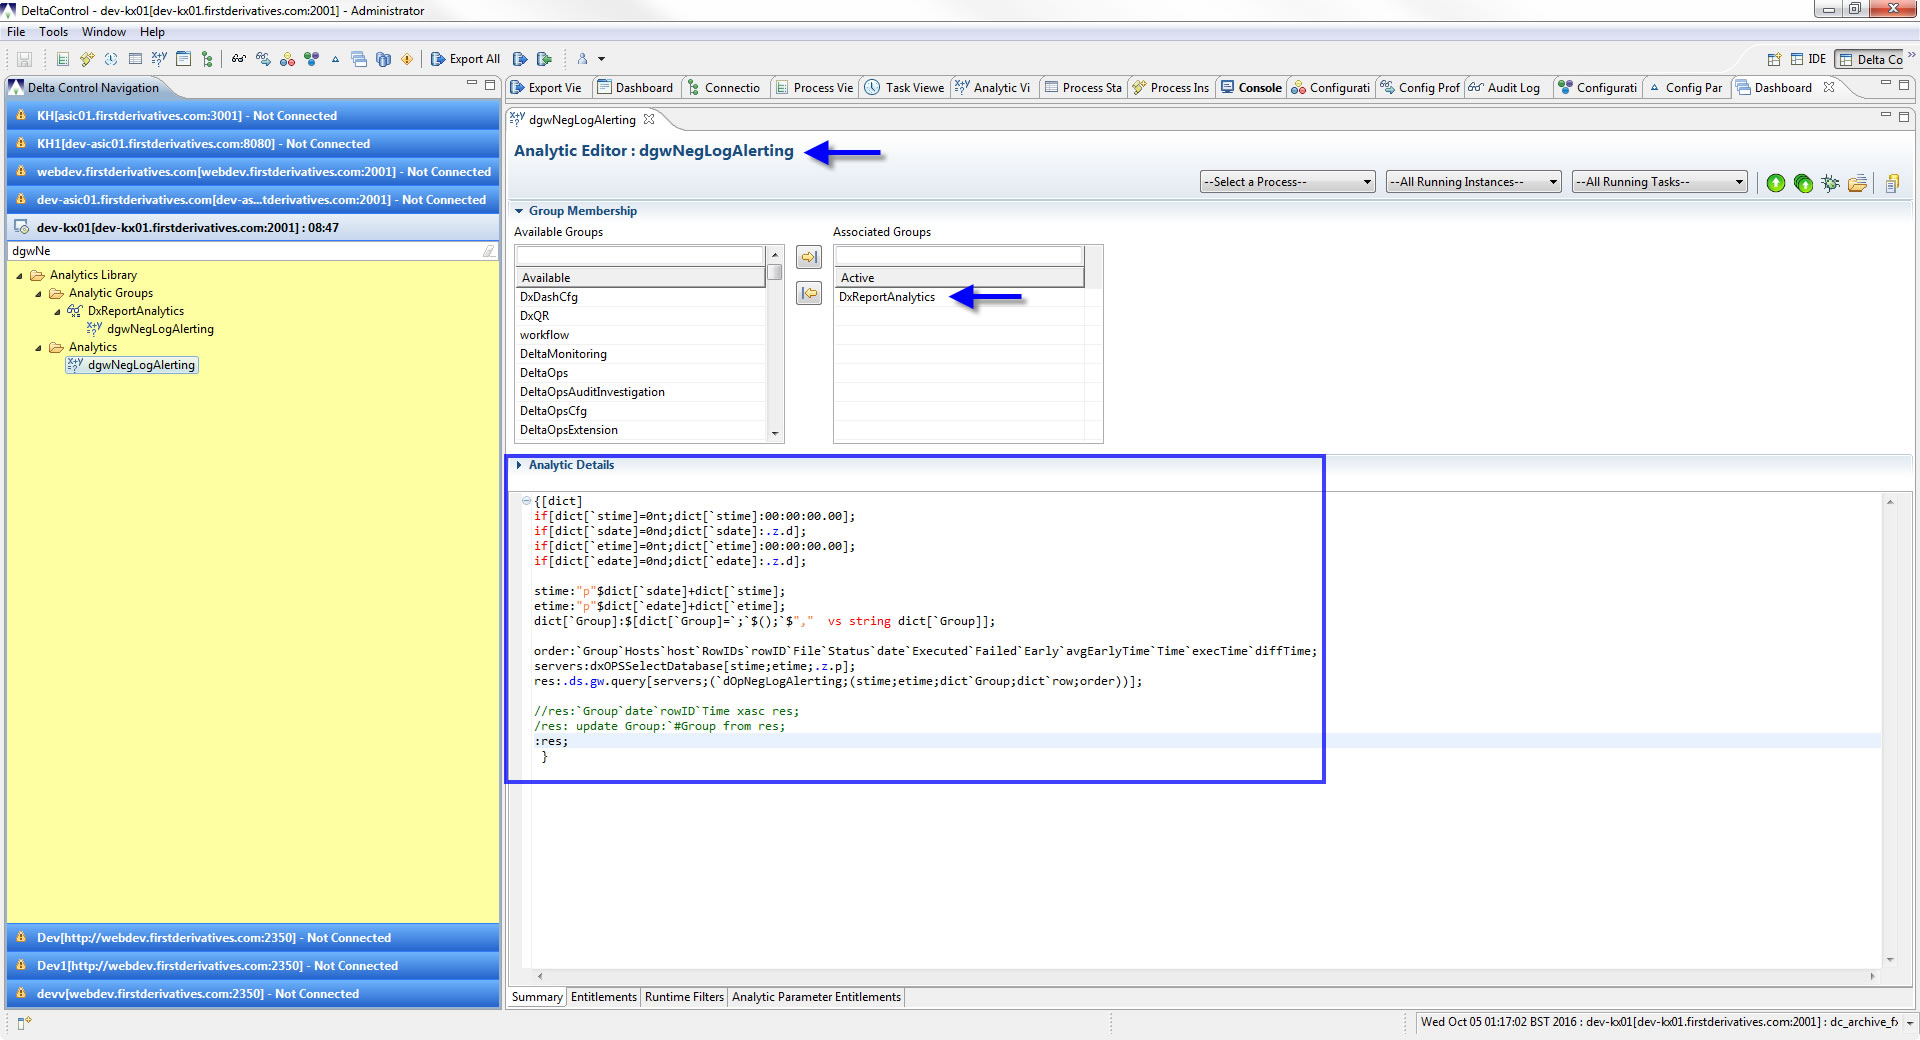 DeltaControl - dev-kx01[dev-kx01.firstderivatives.com:2001] - Administrator
File Tools Window Help
Export All
IDE
Delta Co
Delta Control Navigation
KH[asic01.firstderivatives.com:3001] - Not Connected
KH1[dev-asic01.firstderivatives.com:8080] - Not Connected
webdev.firstderivatives.com[webdev.firstderivatives.com:2001] - Not Connected
dev-asic01.firstderivatives.com[dev-as...tderivatives.com:2001] - Not Connected
dev-kx01[dev-kx01.firstderivatives.com:2001] : 08:47
dgwNe
Analytics Library
Analytic Groups
DxReportAnalytics
dgwNegLogAlerting
Analytics
dgwNegLogAlerting
Dev[http://webdev.firstderivatives.com:2350] - Not Connected
Dev1[http://webdev.firstderivatives.com:2350] - Not Connected
devv[webdev.firstderivatives.com:2350] - Not Connected
Export Vie Dashboard Connectio Process Vie Task Viewe Analytic Vi Process Sta Process Ins Console Configurati Config Prof Audit Log Configurati Config Par Dashboard
dgwNegLogAlerting
Analytic Editor : dgwNegLogAlerting
--Select a Process-- --All Running Instances-- --All Running Tasks--
Group Membership
Available Groups
Available
DxDashCfg
DxQR
workflow
DeltaMonitoring
DeltaOps
DeltaOpsAuditInvestigation
DeltaOpsCfg
DeltaOpsExtension
Associated Groups
Active
DxReportAnalytics
Analytic Details
{[dict]
if[dict[`stime]=0nt;dict[`stime]:00:00:00.00];
if[dict[`sdate]=0nd;dict[`sdate]:.z.d];
if[dict[`etime]=0nt;dict[`etime]:00:00:00.00];
if[dict[`edate]=0nd;dict[`edate]:.z.d];
stime:"p"$dict[`sdate]+dict[`stime];
etime:"p"$dict[`edate]+dict[`etime];
dict[`Group]:$[dict[`Group]=`;`$();`$"," vs string dict[`Group]];
order:`Group`Hosts`host`RowIDs`rowID`File`Status`date`Executed`Failed`Early`avgEarlyTime`Time`execTime`diffTime;
servers:dxOPSSelectDatabase[stime;etime;.z.p];
res:.ds.gw.query[servers;(`dOpNegLogAlerting;(stime;etime;dict`Group;dict`row;order))];
//res:`Group`date`rowID`Time xasc res;
/res: update Group:`#Group from res;
:res;
}
Summary Entitlements Runtime Filters Analytic Parameter Entitlements
Wed Oct 05 01:17:02 BST 2016 : dev-kx01[dev-kx01.firstderivatives.com:2001] : dc_archive_f